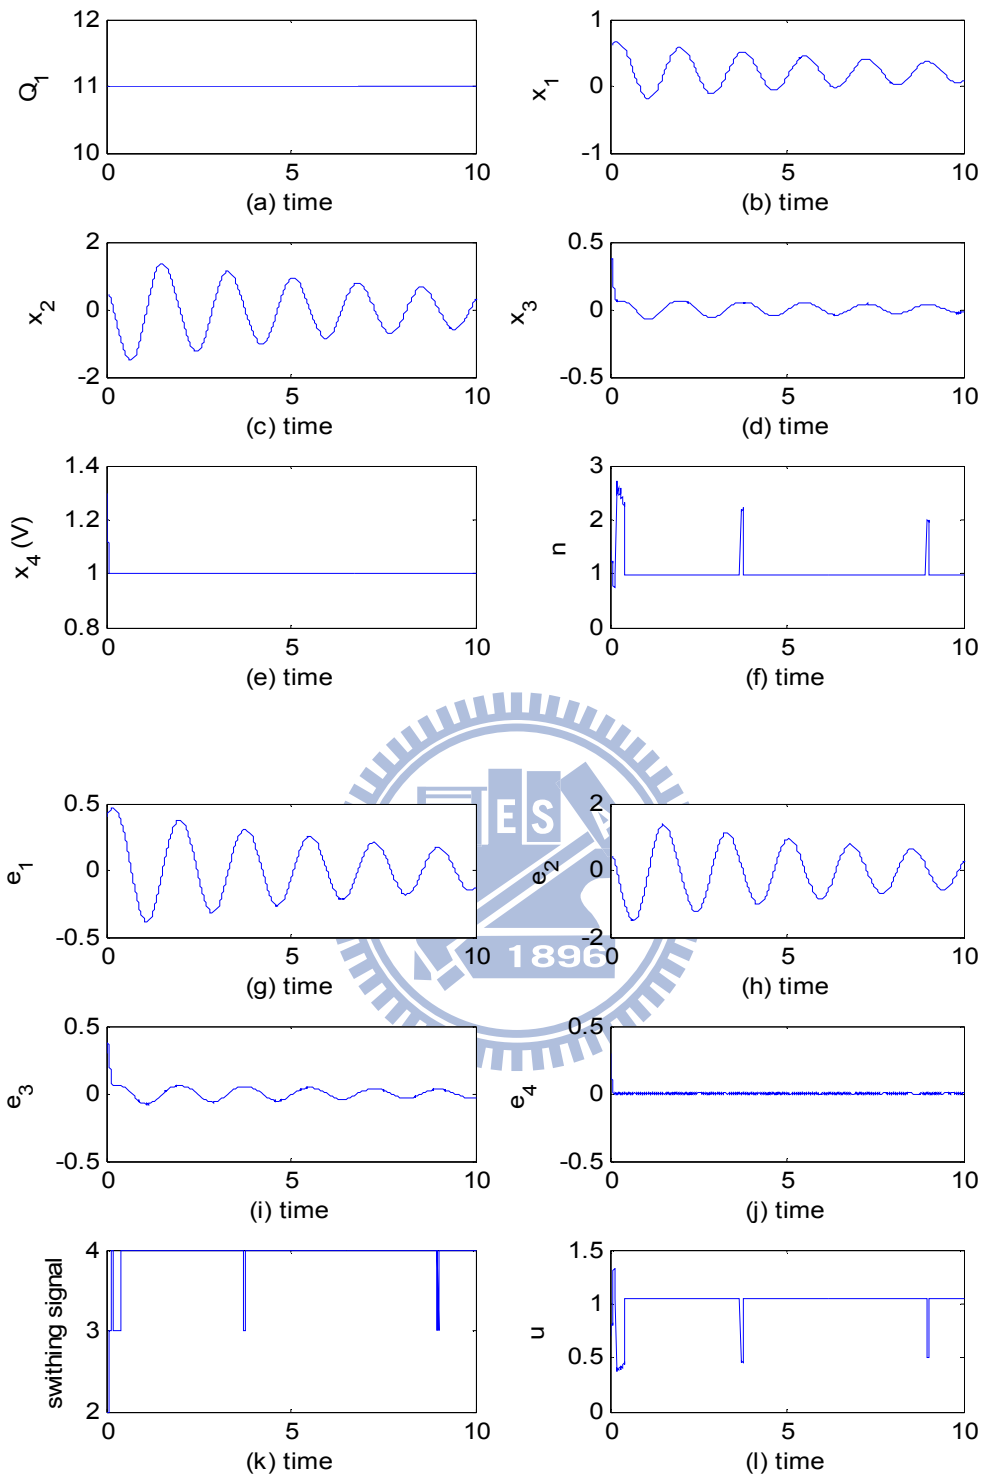 12
11
10
Q1
0 5 10
(a) time
1
0
-1
x1
0 5 10
(b) time
2
0
-2
x2
0 5 10
(c) time
0.5
0
-0.5
x3
0 5 10
(d) time
1.4
1.2
1
0.8
x4 (V)
0 5 10
(e) time
3
2
1
0
n
0 5 10
(f) time
ES
A
1896
0.5
0
-0.5
e1
0 5 10
(g) time
2
0
-2
e2
0 5 10
(h) time
0.5
0
-0.5
e3
0 5 10
(i) time
0.5
0
-0.5
e4
0 5 10
(j) time
4
3
2
swithing signal
0 5 10
(k) time
1.5
1
0.5
0
u
0 5 10
(l) time